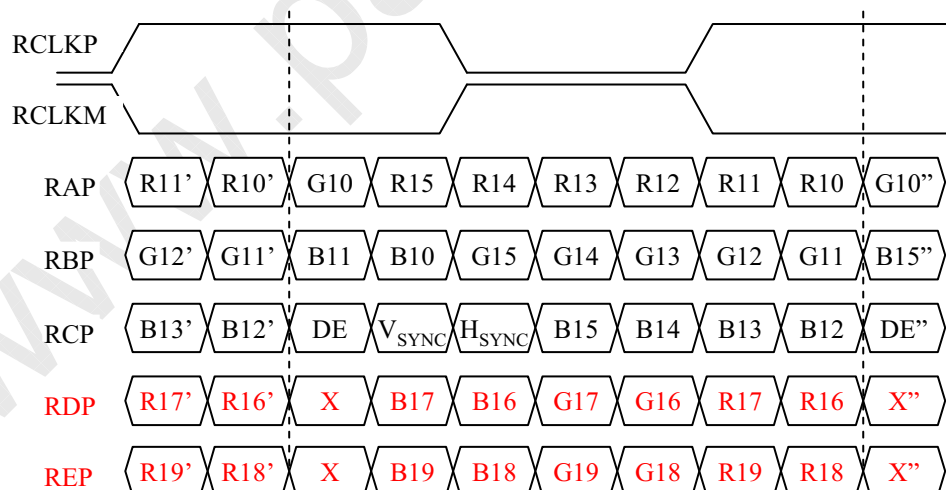 RCLKP
RCLKM
RAP R11’ R10’ G10 R15 R14 R13 R12 R11 R10 G10”
RBP G12’ G11’ B11 B10 G15 G14 G13 G12 G11 B15”
RCP B13’ B12’ DE VSYNC HSYNC B15 B14 B13 B12 DE”
RDP R17’ R16’ X B17 B16 G17 G16 R17 R16 X”
REP R19’ R18’ X B19 B18 G19 G18 R19 R18 X”